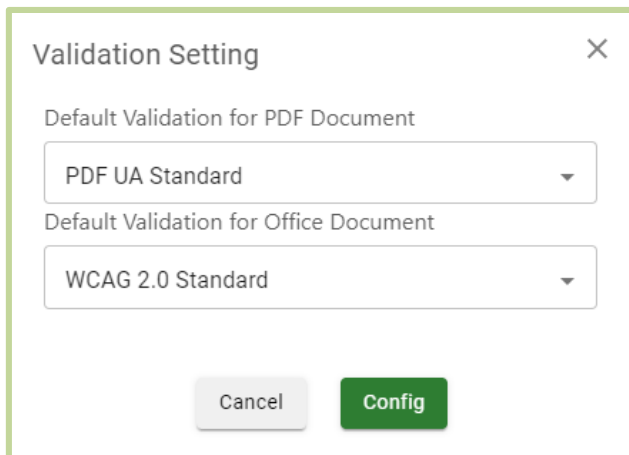 Validation Setting
Default Validation for PDF Document
PDF UA Standard
Default Validation for Office Document
WCAG 2.0 Standard
Cancel Config